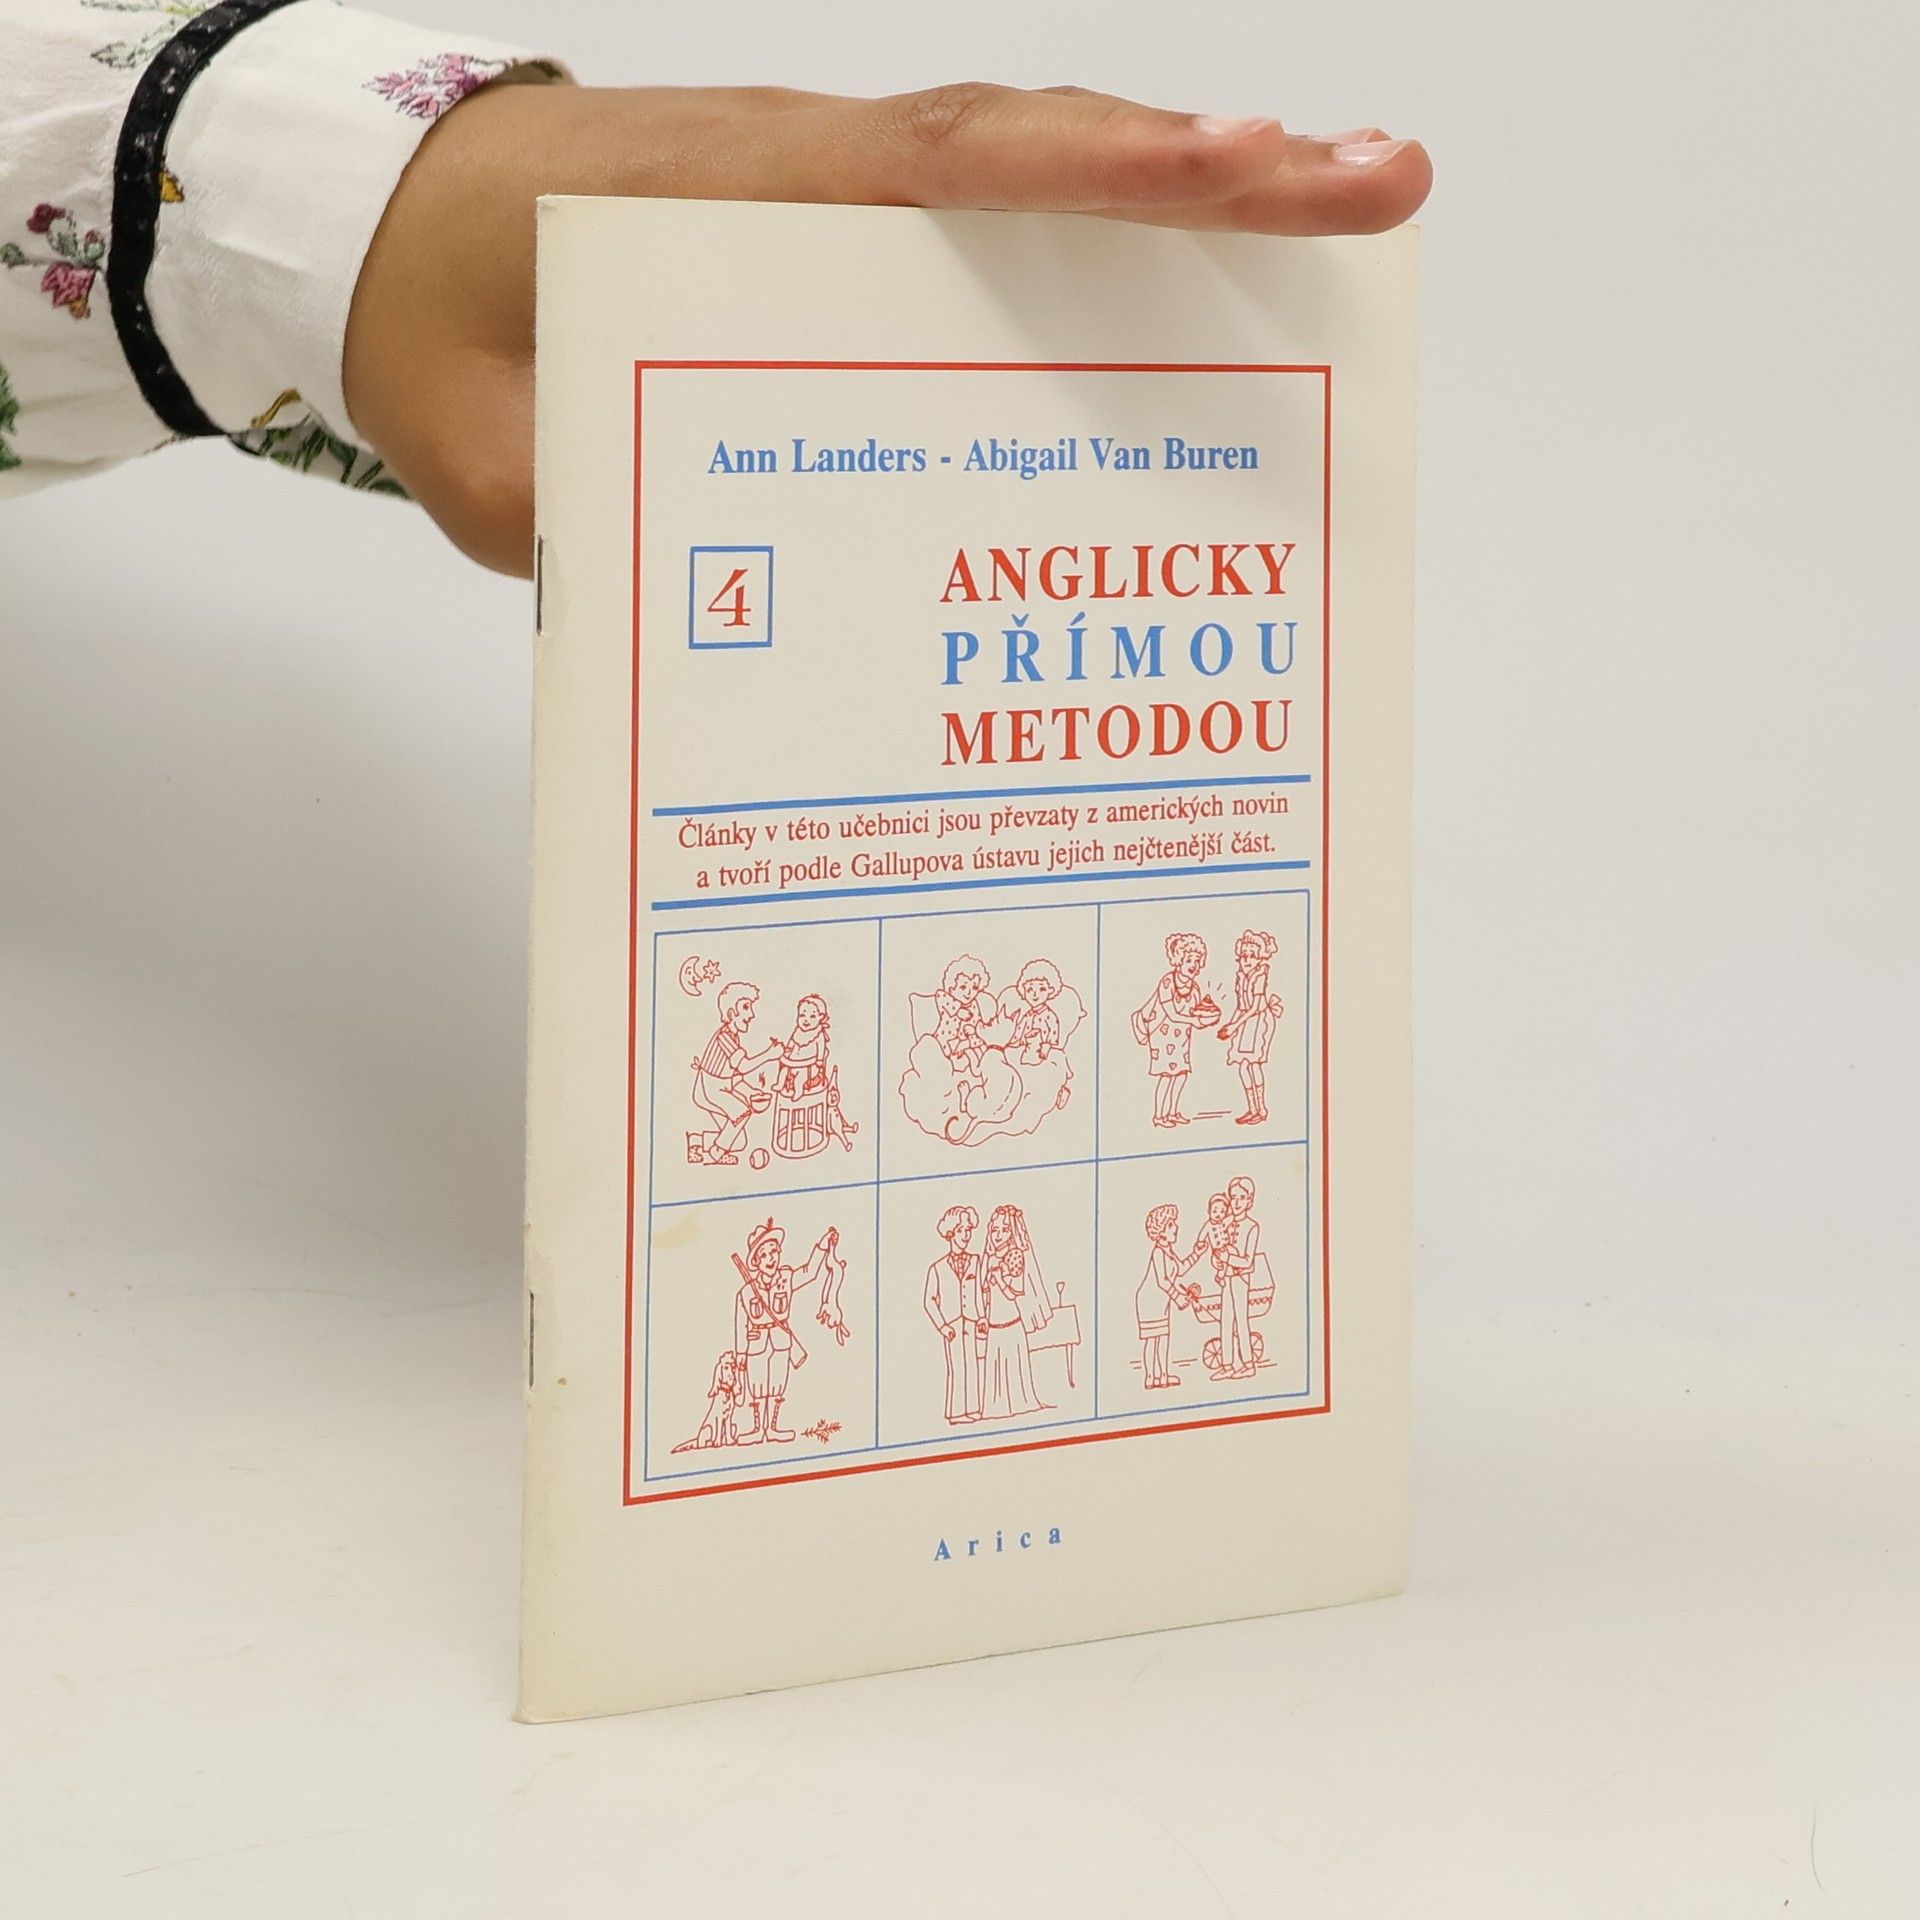 Ann Landers - Abigail Van Buren
4
ANGLICKY
PŘÍMOU
METODOU
Články v této učebnici jsou převzaty z amerických novin
a tvoří podle Gallupova ústavu jejich nejčtenější část.
Arica